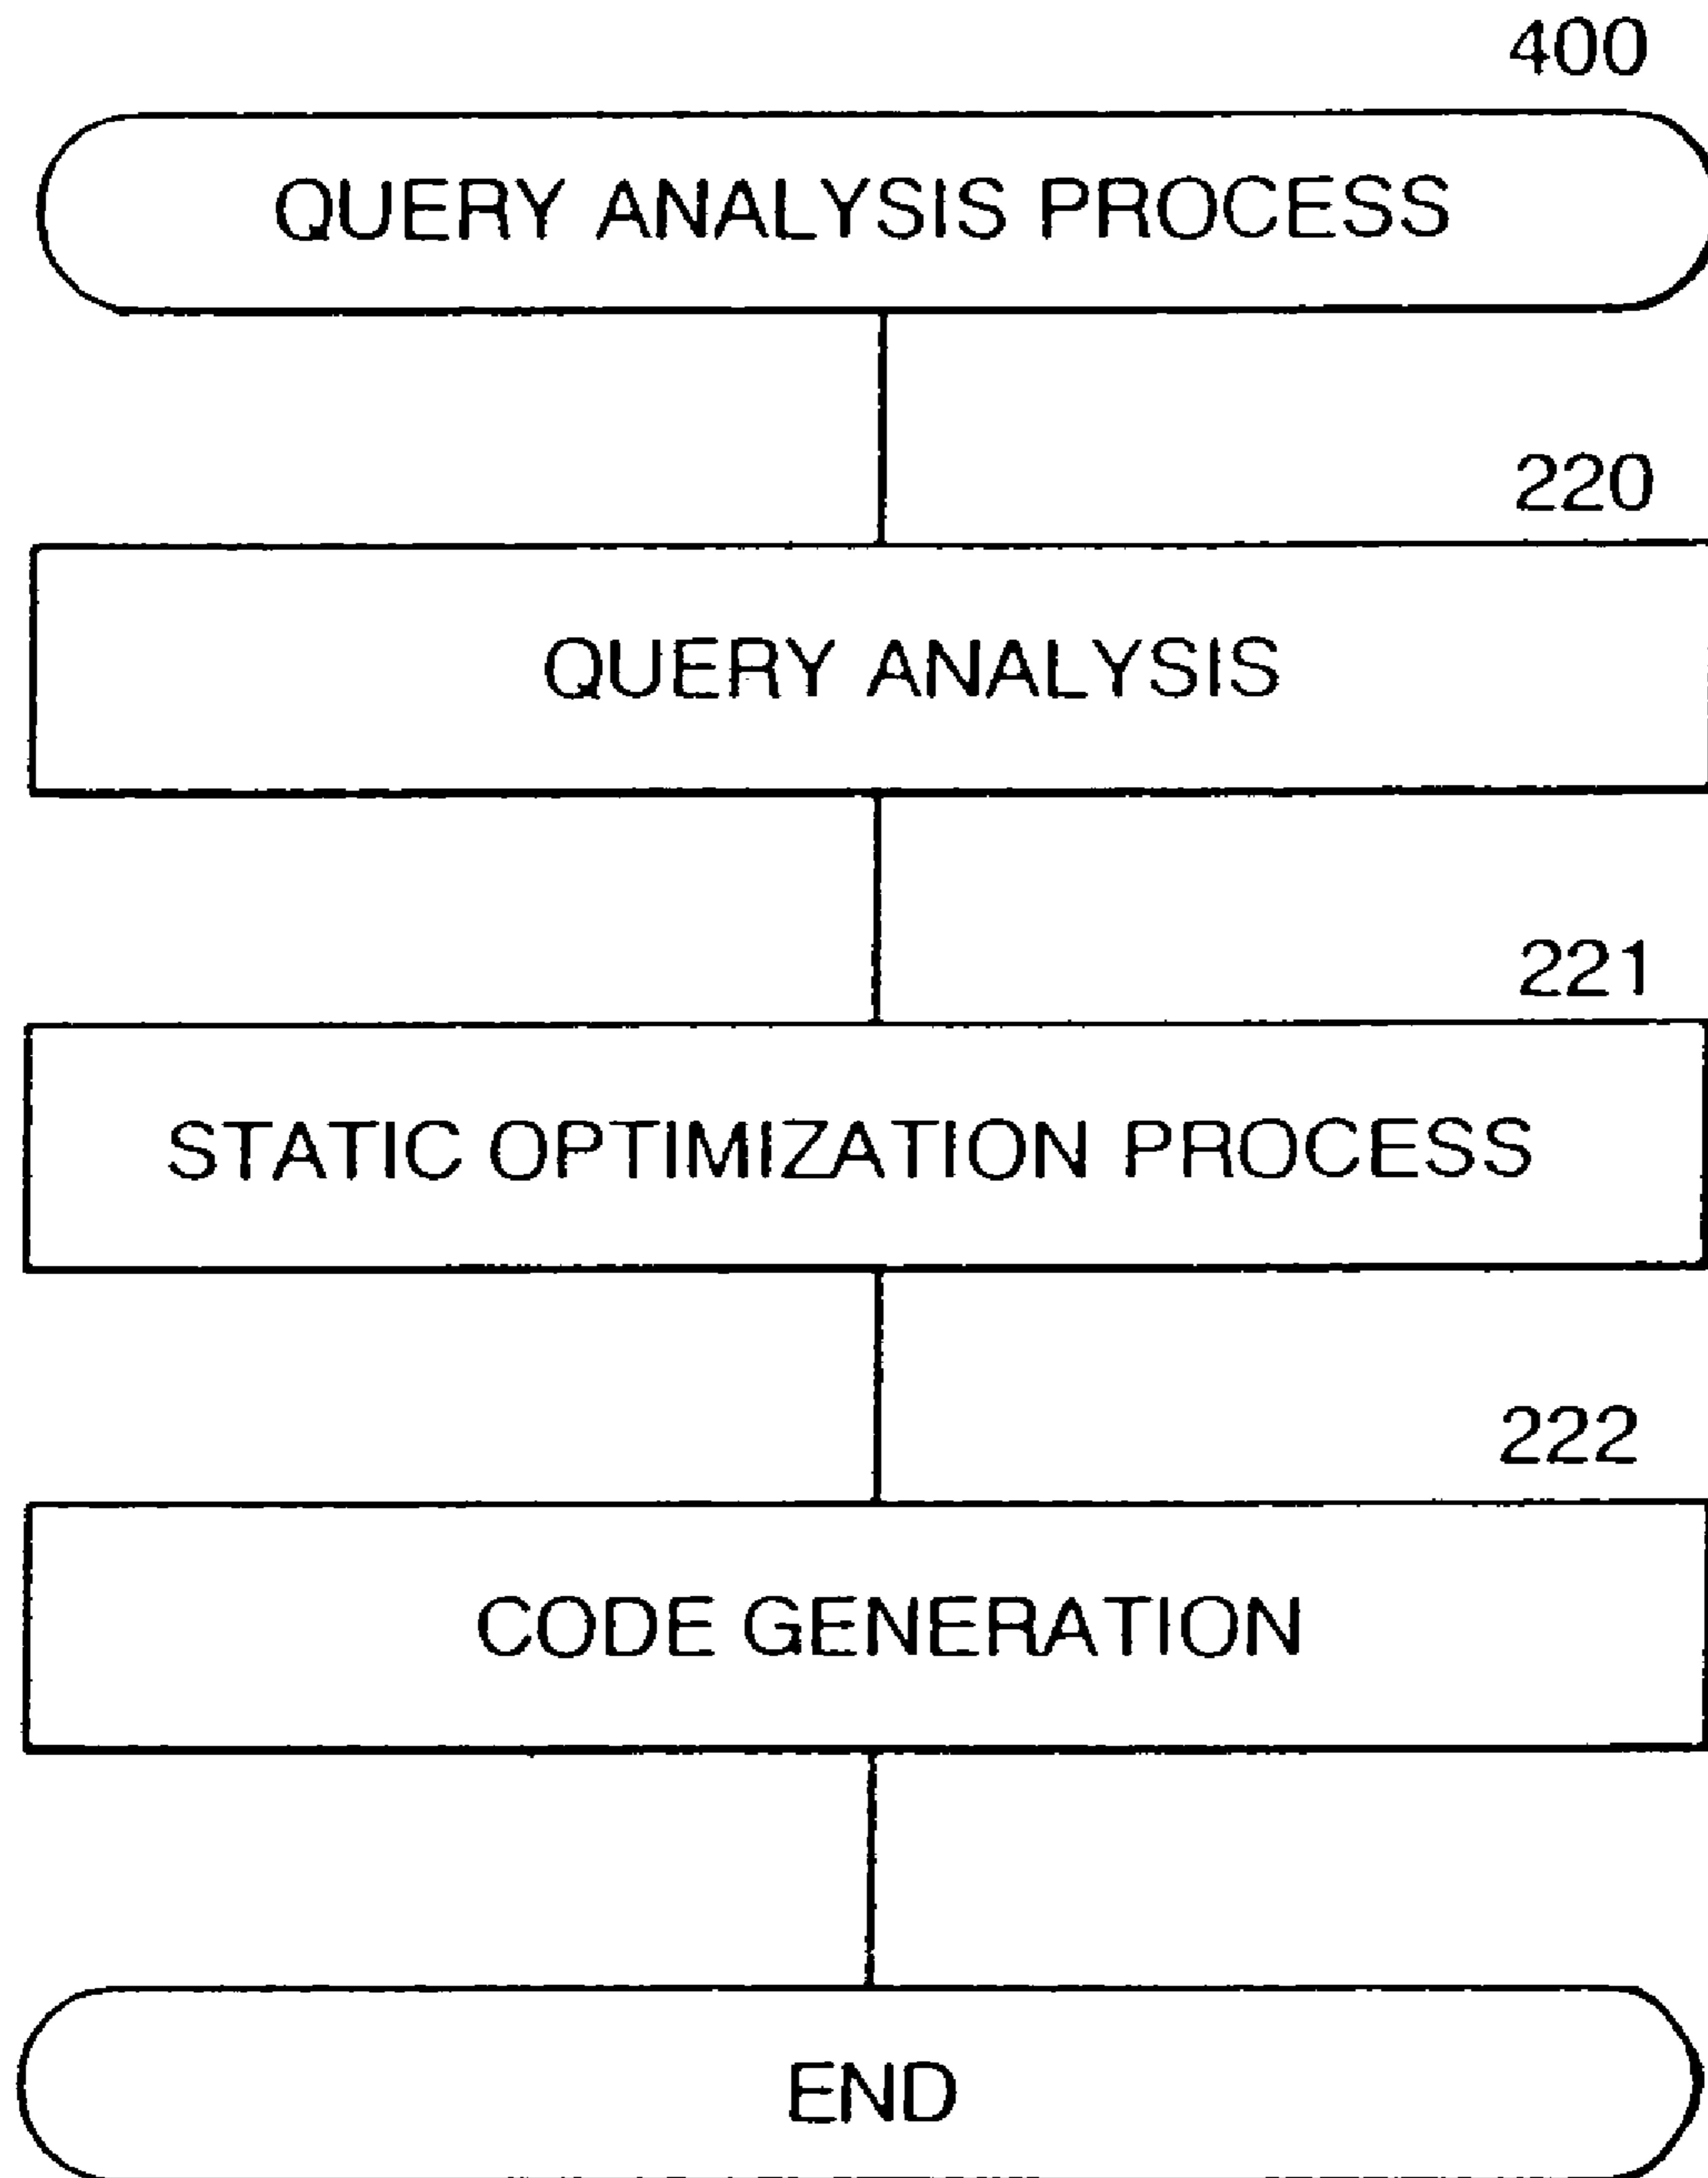 400
QUERY ANALYSIS PROCESS
220
QUERY ANALYSIS
221
STATIC OPTIMIZATION PROCESS
222
CODE GENERATION
END